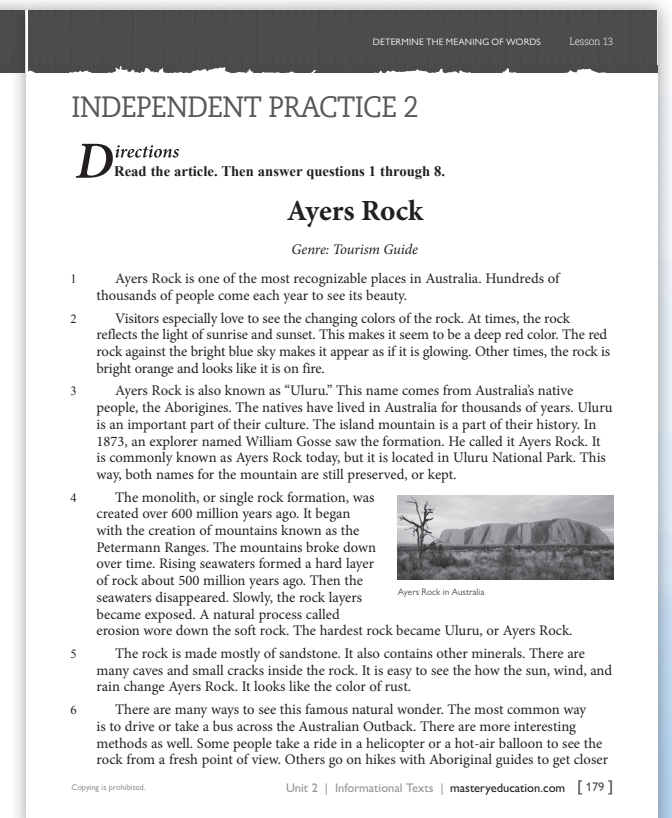 DETERMINE THE MEANING OF WORDS Lesson 13
INDEPENDENT PRACTICE 2
Directions
Read the article. Then answer questions 1 through 8.
Ayers Rock
Genre: Tourism Guide
1 Ayers Rock is one of the most recognizable places in Australia. Hundreds of
thousands of people come each year to see its beauty.
2 Visitors especially love to see the changing colors of the rock. At times, the rock
reflects the light of sunrise and sunset. This makes it seem to be a deep red color. The red
rock against the bright blue sky makes it appear as if it is glowing. Other times, the rock is
bright orange and looks like it is on fire.
3 Ayers Rock is also known as “Uluru.” This name comes from Australia’s native
people, the Aborigines. The natives have lived in Australia for thousands of years. Uluru
is an important part of their culture. The island mountain is a part of their history. In
1873, an explorer named William Gosse saw the formation. He called it Ayers Rock. It
is commonly known as Ayers Rock today, but it is located in Uluru National Park. This
way, both names for the mountain are still preserved, or kept.
4 The monolith, or single rock formation, was
created over 600 million years ago. It began
with the creation of mountains known as the
Petermann Ranges. The mountains broke down
over time. Rising seawaters formed a hard layer
of rock about 500 million years ago. Then the
seawaters disappeared. Slowly, the rock layers
became exposed. A natural process called
erosion wore down the soft rock. The hardest rock became Uluru, or Ayers Rock.
Ayers Rock in Australia
5 The rock is made mostly of sandstone. It also contains other minerals. There are
many caves and small cracks inside the rock. It is easy to see the how the sun, wind, and
rain change Ayers Rock. It looks like the color of rust.
6 There are many ways to see this famous natural wonder. The most common way
is to drive or take a bus across the Australian Outback. There are more interesting
methods as well. Some people take a ride in a helicopter or a hot-air balloon to see the
rock from a fresh point of view. Others go on hikes with Aboriginal guides to get closer
Copying is prohibited. Unit 2 | Informational Texts | masteryeducation.com [ 179 ]